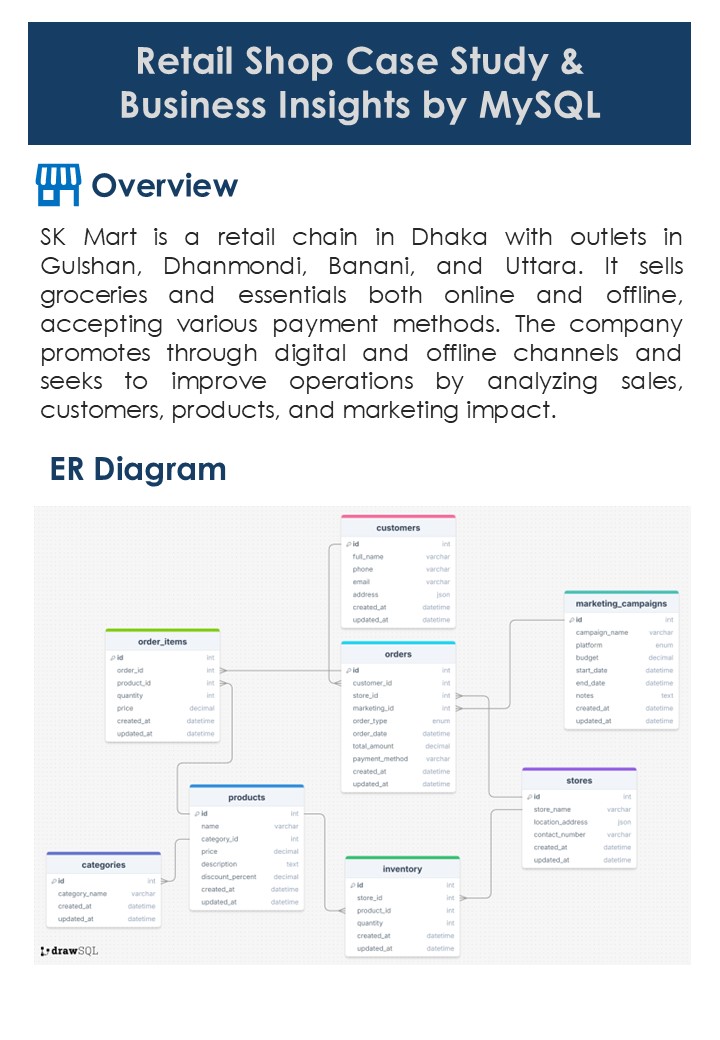 Retail Shop Case Study &
Business Insights by MySQL
Overview
SK Mart is a retail chain in Dhaka with outlets in
Gulshan, Dhanmondi, Banani, and Uttara. It sells
groceries and essentials both online and offline,
accepting various payment methods. The company
promotes through digital and offline channels and
seeks to improve operations by analyzing sales,
customers, products, and marketing impact.
ER Diagram
customers
id int
full_name varchar
phone varchar
email varchar
address json
created_at datetime
updated_at datetime
marketing_campaigns
id int
campaign_name varchar
platform enum
budget decimal
start_date datetime
end_date datetime
notes text
created_at datetime
updated_at datetime
order_items
id int
order_id int
product_id int
quantity int
price decimal
created_at datetime
updated_at datetime
orders
id int
customer_id int
store_id int
marketing_id int
order_type enum
order_date datetime
total_amount decimal
payment_method varchar
created_at datetime
updated_at datetime
stores
id int
store_name varchar
location_address json
contact_number varchar
created_at datetime
updated_at datetime
products
id int
name varchar
category_id int
price decimal
description text
discount_percent decimal
created_at datetime
updated_at datetime
categories
id int
category_name varchar
created_at datetime
updated_at datetime
inventory
id int
store_id int
product_id int
quantity int
created_at datetime
updated_at datetime
drawSQL